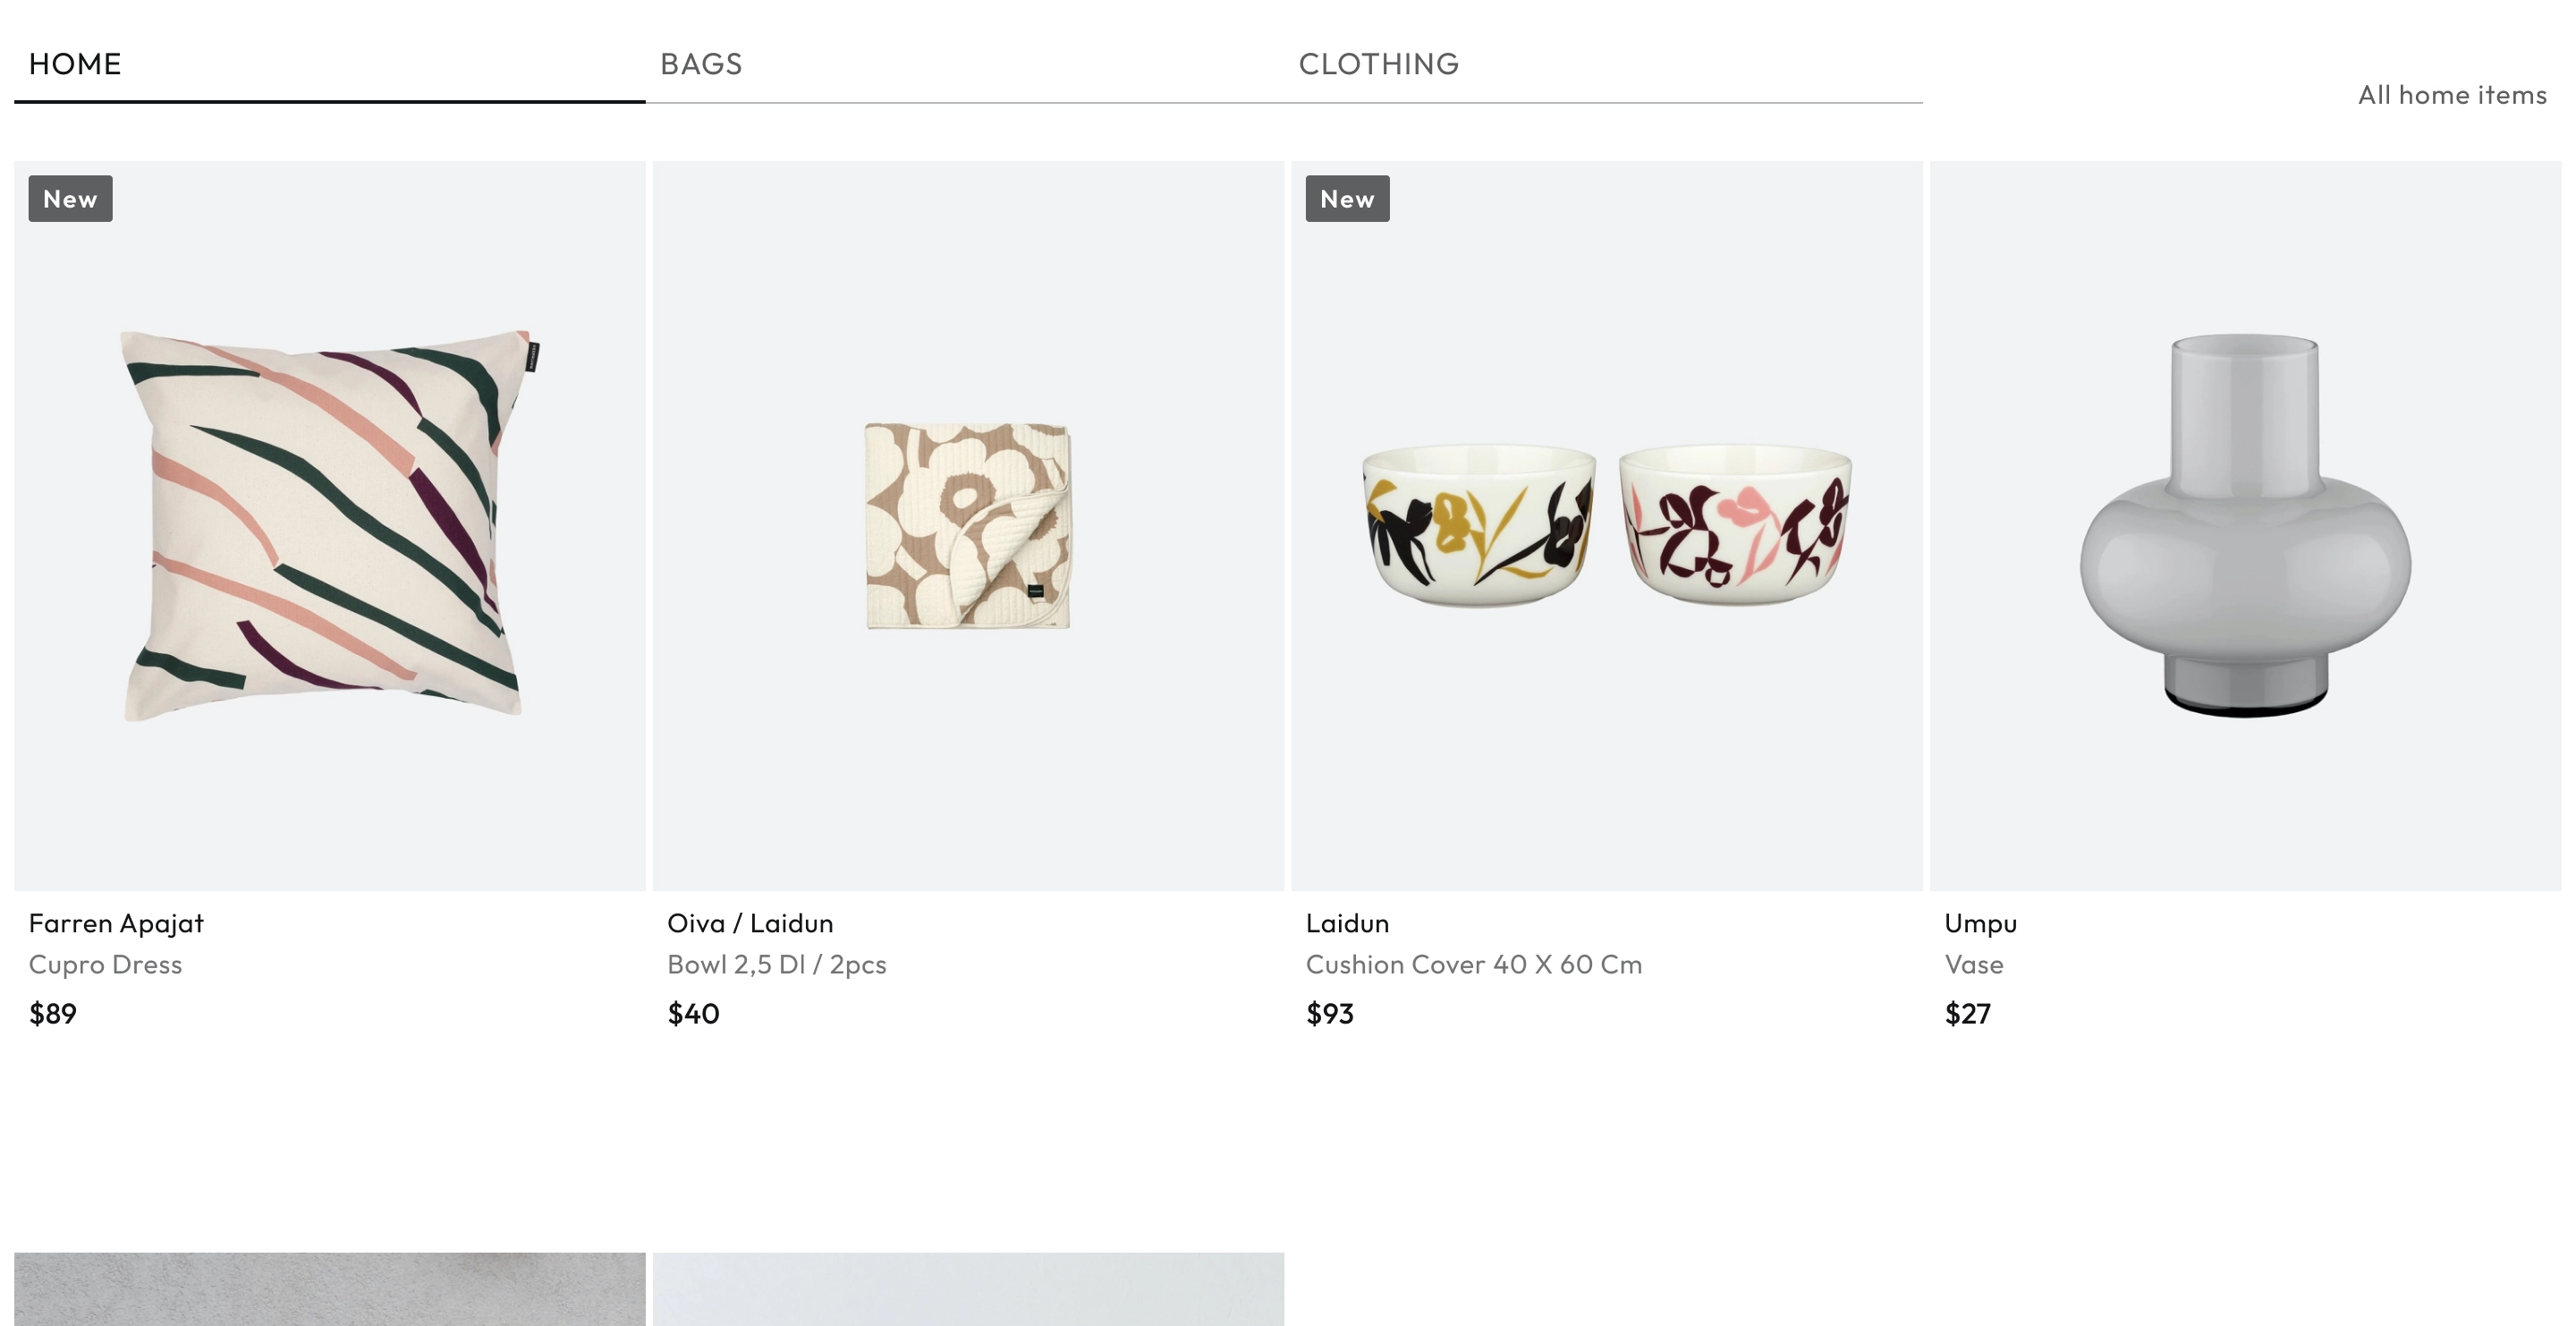 HOME
BAGS
CLOTHING
All home items
New
New
Farren Apajat
Cupro Dress
$89
Oiva / Laidun
Bowl 2,5 Dl / 2pcs
$40
Laidun
Cushion Cover 40 X 60 Cm
$93
Umpu
Vase
$27